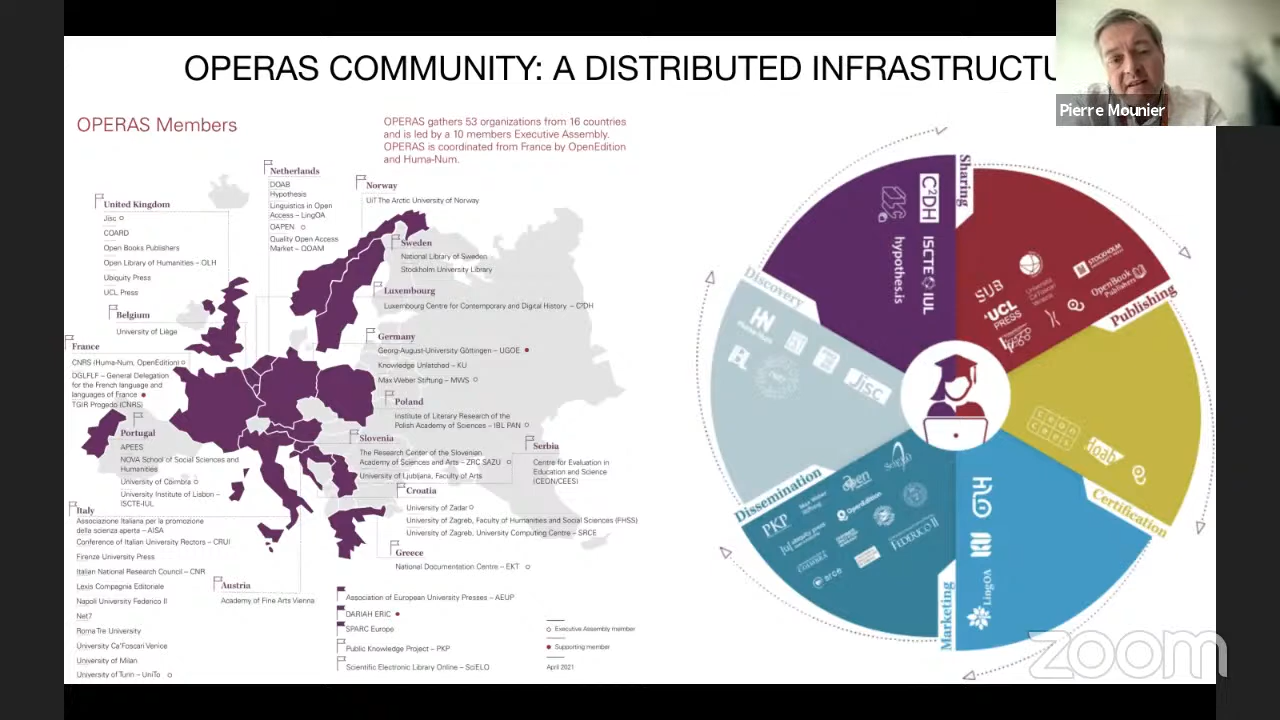 OPERAS COMMUNITY: A DISTRIBUTED INFRASTRUCTU
Pierre Mounier
OPERAS Members
OPERAS gathers 53 organizations from 16 countries
and is led by a 10 members Executive Assembly.
OPERAS is coordinated from France by OpenEdition
and Huma-Num.
Netherlands
DOAB
Hypothesis
Linguistics in Open
Access – LingOA
OAPEN
Quality Open Access
Market – QOAM
Norway
UiT The Arctic University of Norway
United Kingdom
Jisc
COARD
Open Books Publishers
Open Library of Humanities – OLH
Ubiquity Press
UCL Press
Sweden
National Library of Sweden
Stockholm University Library
Luxembourg
Luxembourg Centre for Contemporary and Digital History – C²DH
Belgium
University of Liège
Germany
Georg-August-University Göttingen – UGOE
Knowledge Unlatched – KU
Max Weber Stiftung – MWS
France
CNRS (Huma-Num, OpenEdition)
DGLFLF – General Delegation
for the French language and
languages of France
TGIR Progedo (CNRS)
Poland
Institute of Literary Research of the
Polish Academy of Sciences – IBL PAN
Portugal
APEES
NOVA School of Social Sciences and
Humanities
University of Coimbra
University Institute of Lisbon –
ISCTE-IUL
Slovenia
The Research Center of the Slovenian
Academy of Sciences and Arts – ZRC SAZU
University of Ljubljana, Faculty of Arts
Serbia
Centre for Evaluation in
Education and Science
(CEON/CEES)
Croatia
University of Zadar
University of Zagreb, Faculty of Humanities and Social Sciences (FHSS)
University of Zagreb, University Computing Centre – SRCE
Italy
Associazione Italiana per la promozione
della scienza aperta – AISA
Conference of Italian University Rectors – CRUI
Firenze University Press
Italian National Research Council – CNR
Lexis Compagnia Editoriale
Napoli University Federico II
Net7
Roma Tre University
University Ca'Foscari Venice
University of Milan
University of Turin – UniTo
Greece
National Documentation Centre – EKT
Austria
Academy of Fine Arts Vienna
Association of European University Presses – AEUP
DARIAH ERIC
SPARC Europe
Public Knowledge Project – PKP
Scientific Electronic Library Online – SciELO
Executive Assembly member
Supporting member
April 2021
Sharing
C²DH
ISCTE IUL
hypothes.is
Publishing
SUB
UCL
PRESS
STOCKHOLM
OpenBook
Publishers
Certification
doab
Marketing
LingOA
Dissemination
SciELO
PKP
Max Weber
Stiftung
OpenEdition
ubiquity press
FEDERICO II
COIMBRA
srce
Discovery
Jisc
zoom